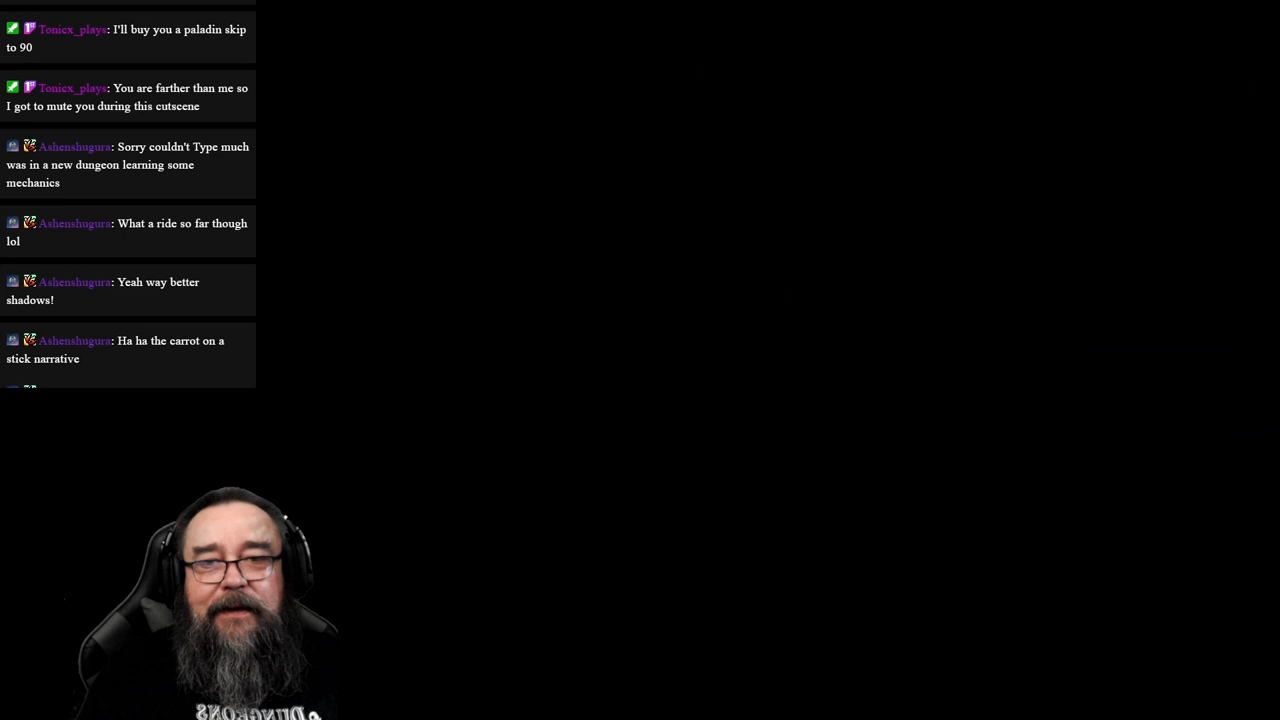 Tonicx_plays: I'll buy you a paladin skip
to 90
Tonicx_plays: You are farther than me so
I got to mute you during this cutscene
Ashenshugura: Sorry couldn't Type much
was in a new dungeon learning some
mechanics
Ashenshugura: What a ride so far though
lol
Ashenshugura: Yeah way better
shadows!
Ashenshugura: Ha ha the carrot on a
stick narrative
DUNGEONS